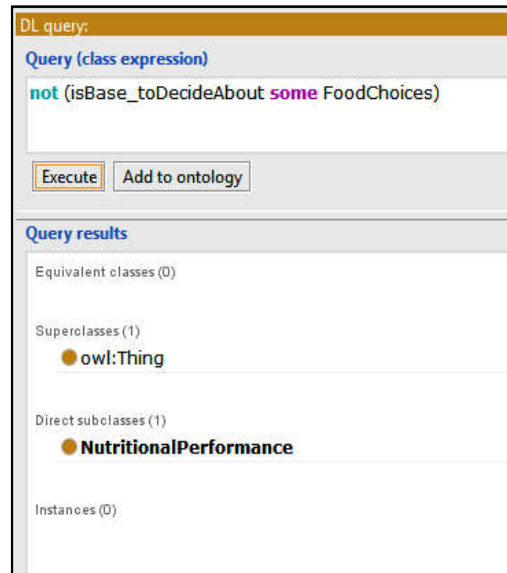 DL query:
Query (class expression)
not (isBase_toDecideAbout some FoodChoices)
Execute Add to ontology
Query results
Equivalent classes (0)
Superclasses (1)
owl:Thing
Direct subclasses (1)
NutritionalPerformance
Instances (0)